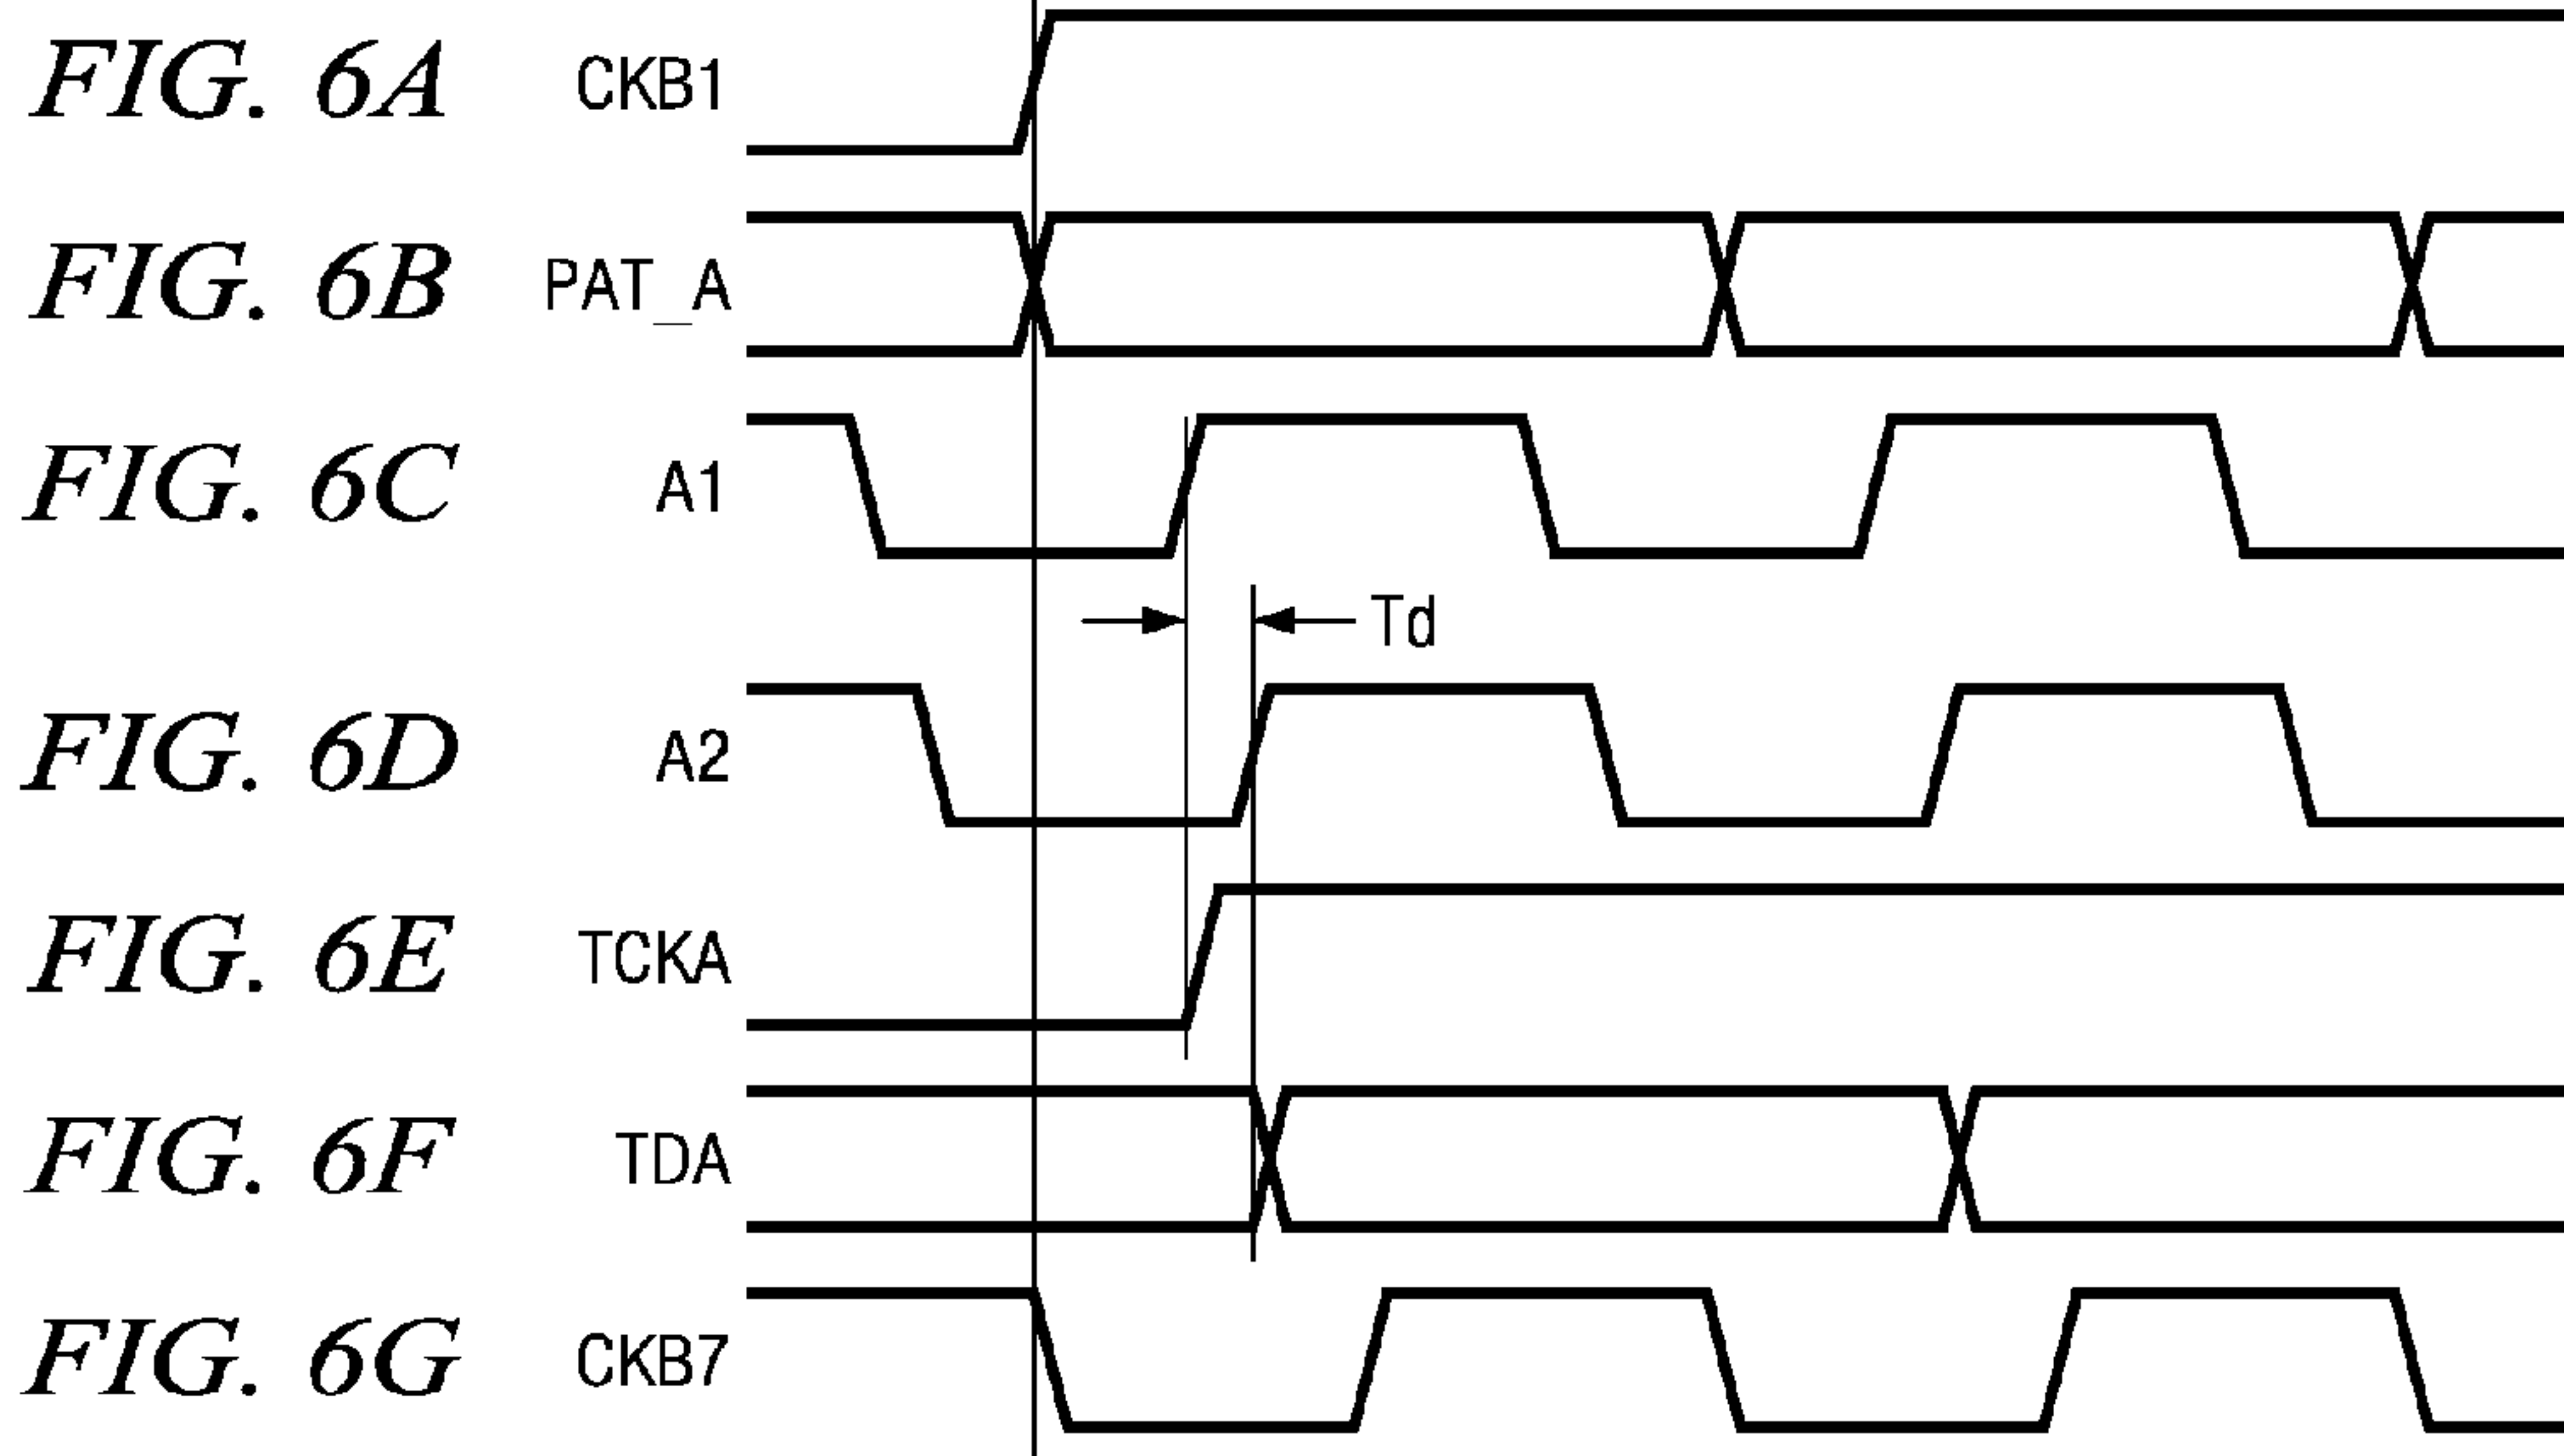 FIG. 6A CKB1
FIG. 6B PAT_A
FIG. 6C A1
Td
FIG. 6D A2
FIG. 6E TCKA
FIG. 6F TDA
FIG. 6G CKB7